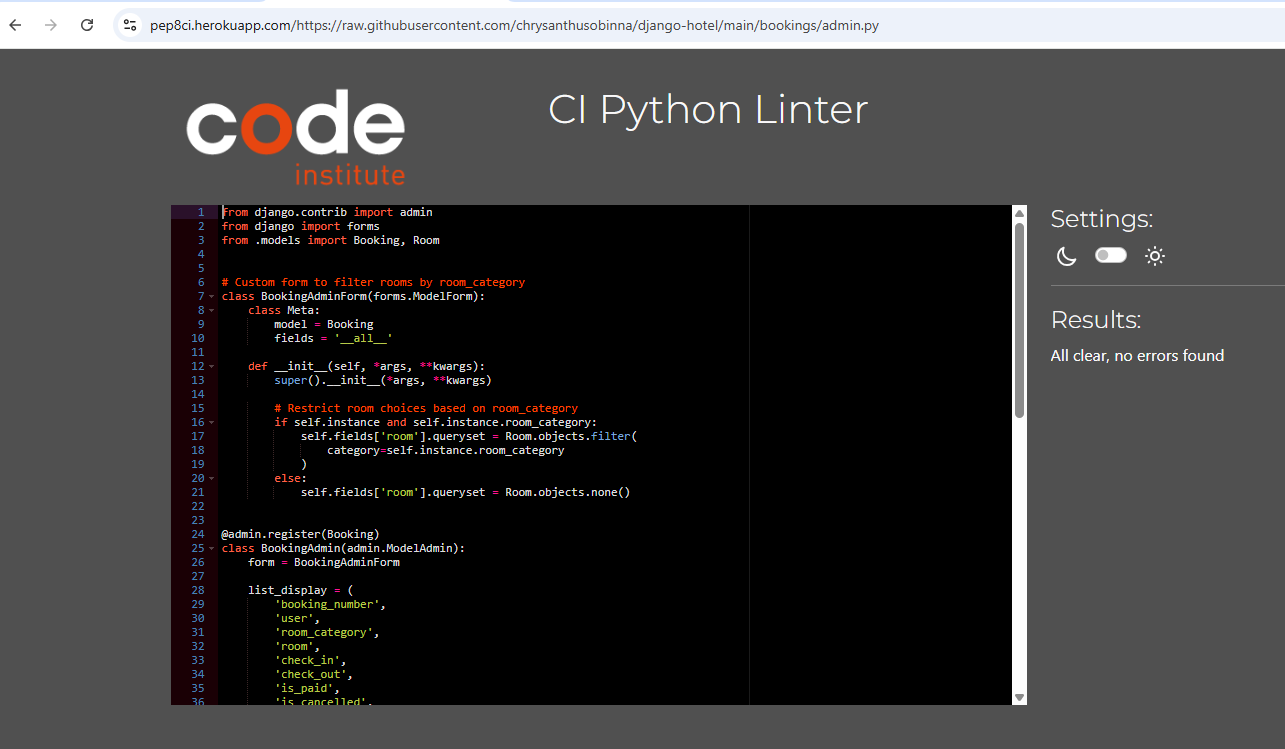 pep8ci.herokuapp.com/https://raw.githubusercontent.com/chrysanthusobinna/django-hotel/main/bookings/admin.py
code
institute
CI Python Linter
1 from django.contrib import admin
2 from django import forms
3 from .models import Booking, Room
4
5
6 # Custom form to filter rooms by room_category
7 class BookingAdminForm(forms.ModelForm):
8     class Meta:
9         model = Booking
10         fields = '__all__'
11
12     def __init__(self, *args, **kwargs):
13         super().__init__(*args, **kwargs)
14
15         # Restrict room choices based on room_category
16         if self.instance and self.instance.room_category:
17             self.fields['room'].queryset = Room.objects.filter(
18                 category=self.instance.room_category
19             )
20         else:
21             self.fields['room'].queryset = Room.objects.none()
22
23
24 @admin.register(Booking)
25 class BookingAdmin(admin.ModelAdmin):
26     form = BookingAdminForm
27
28     list_display = (
29         'booking_number',
30         'user',
31         'room_category',
32         'room',
33         'check_in',
34         'check_out',
35         'is_paid',
36         'is_cancelled',
Settings:
Results:
All clear, no errors found